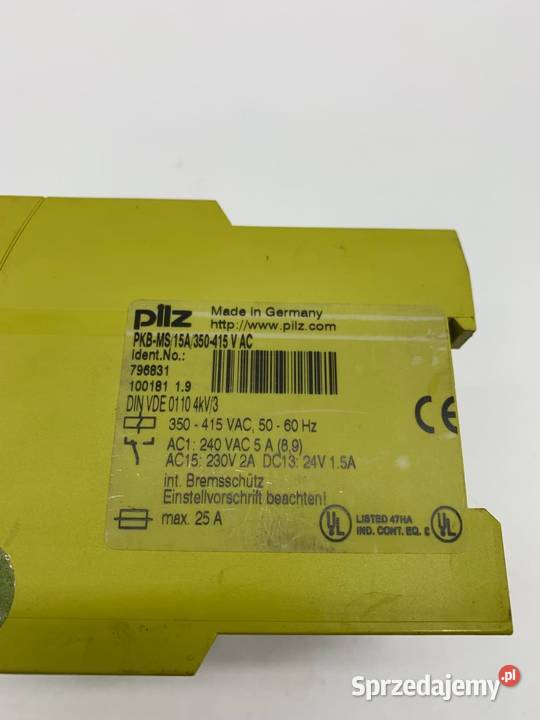 pilz
Made in Germany
http://www.pilz.com
PKB-MS/15A/350-415 V AC
Ident.No.:
796831
100181 1.9
DIN VDE 0110 4kV/3
350 - 415 VAC, 50 - 60 Hz
AC1: 240 VAC 5 A (6,9)
AC15: 230V 2A DC13: 24V 1.5A
int. Bremsschütz
Einstellvorschrift beachten!
max. 25 A
CE
UL LISTED 47HA C UL
IND. CONT. EQ.
Sprzedajemy.pl